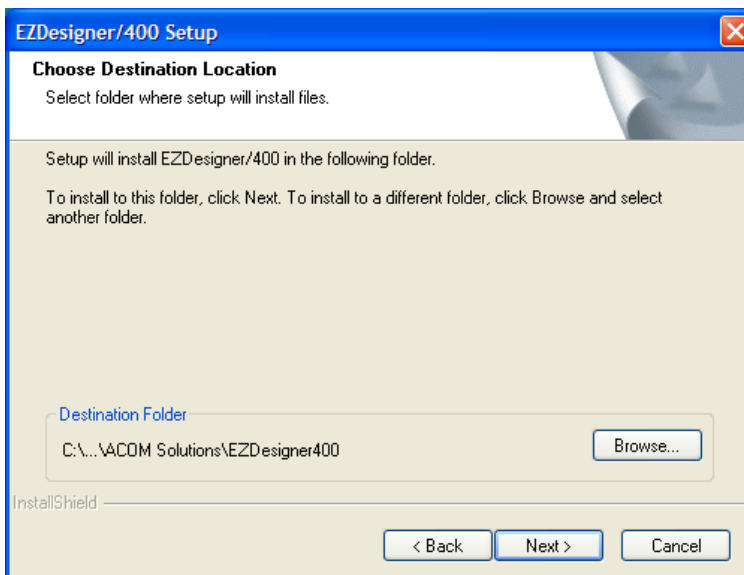 EZDesigner/400 Setup
Choose Destination Location
Select folder where setup will install files.
Setup will install EZDesigner/400 in the following folder.
To install to this folder, click Next. To install to a different folder, click Browse and select
another folder.
Destination Folder
C:\...\ACOM Solutions\EZDesigner400
Browse...
InstallShield
< Back
Next >
Cancel